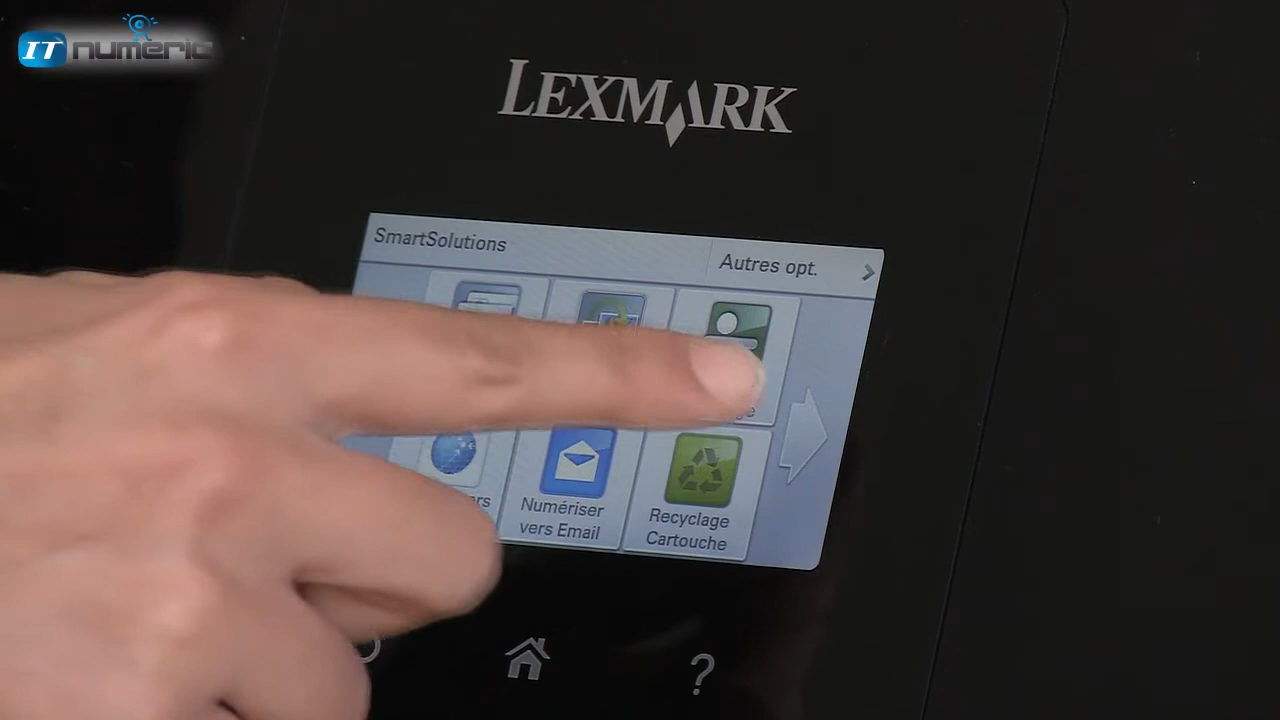 IT numeric
LEXMARK
SmartSolutions
Autres opt.
Numériser
vers Email
Recyclage
Cartouche
?